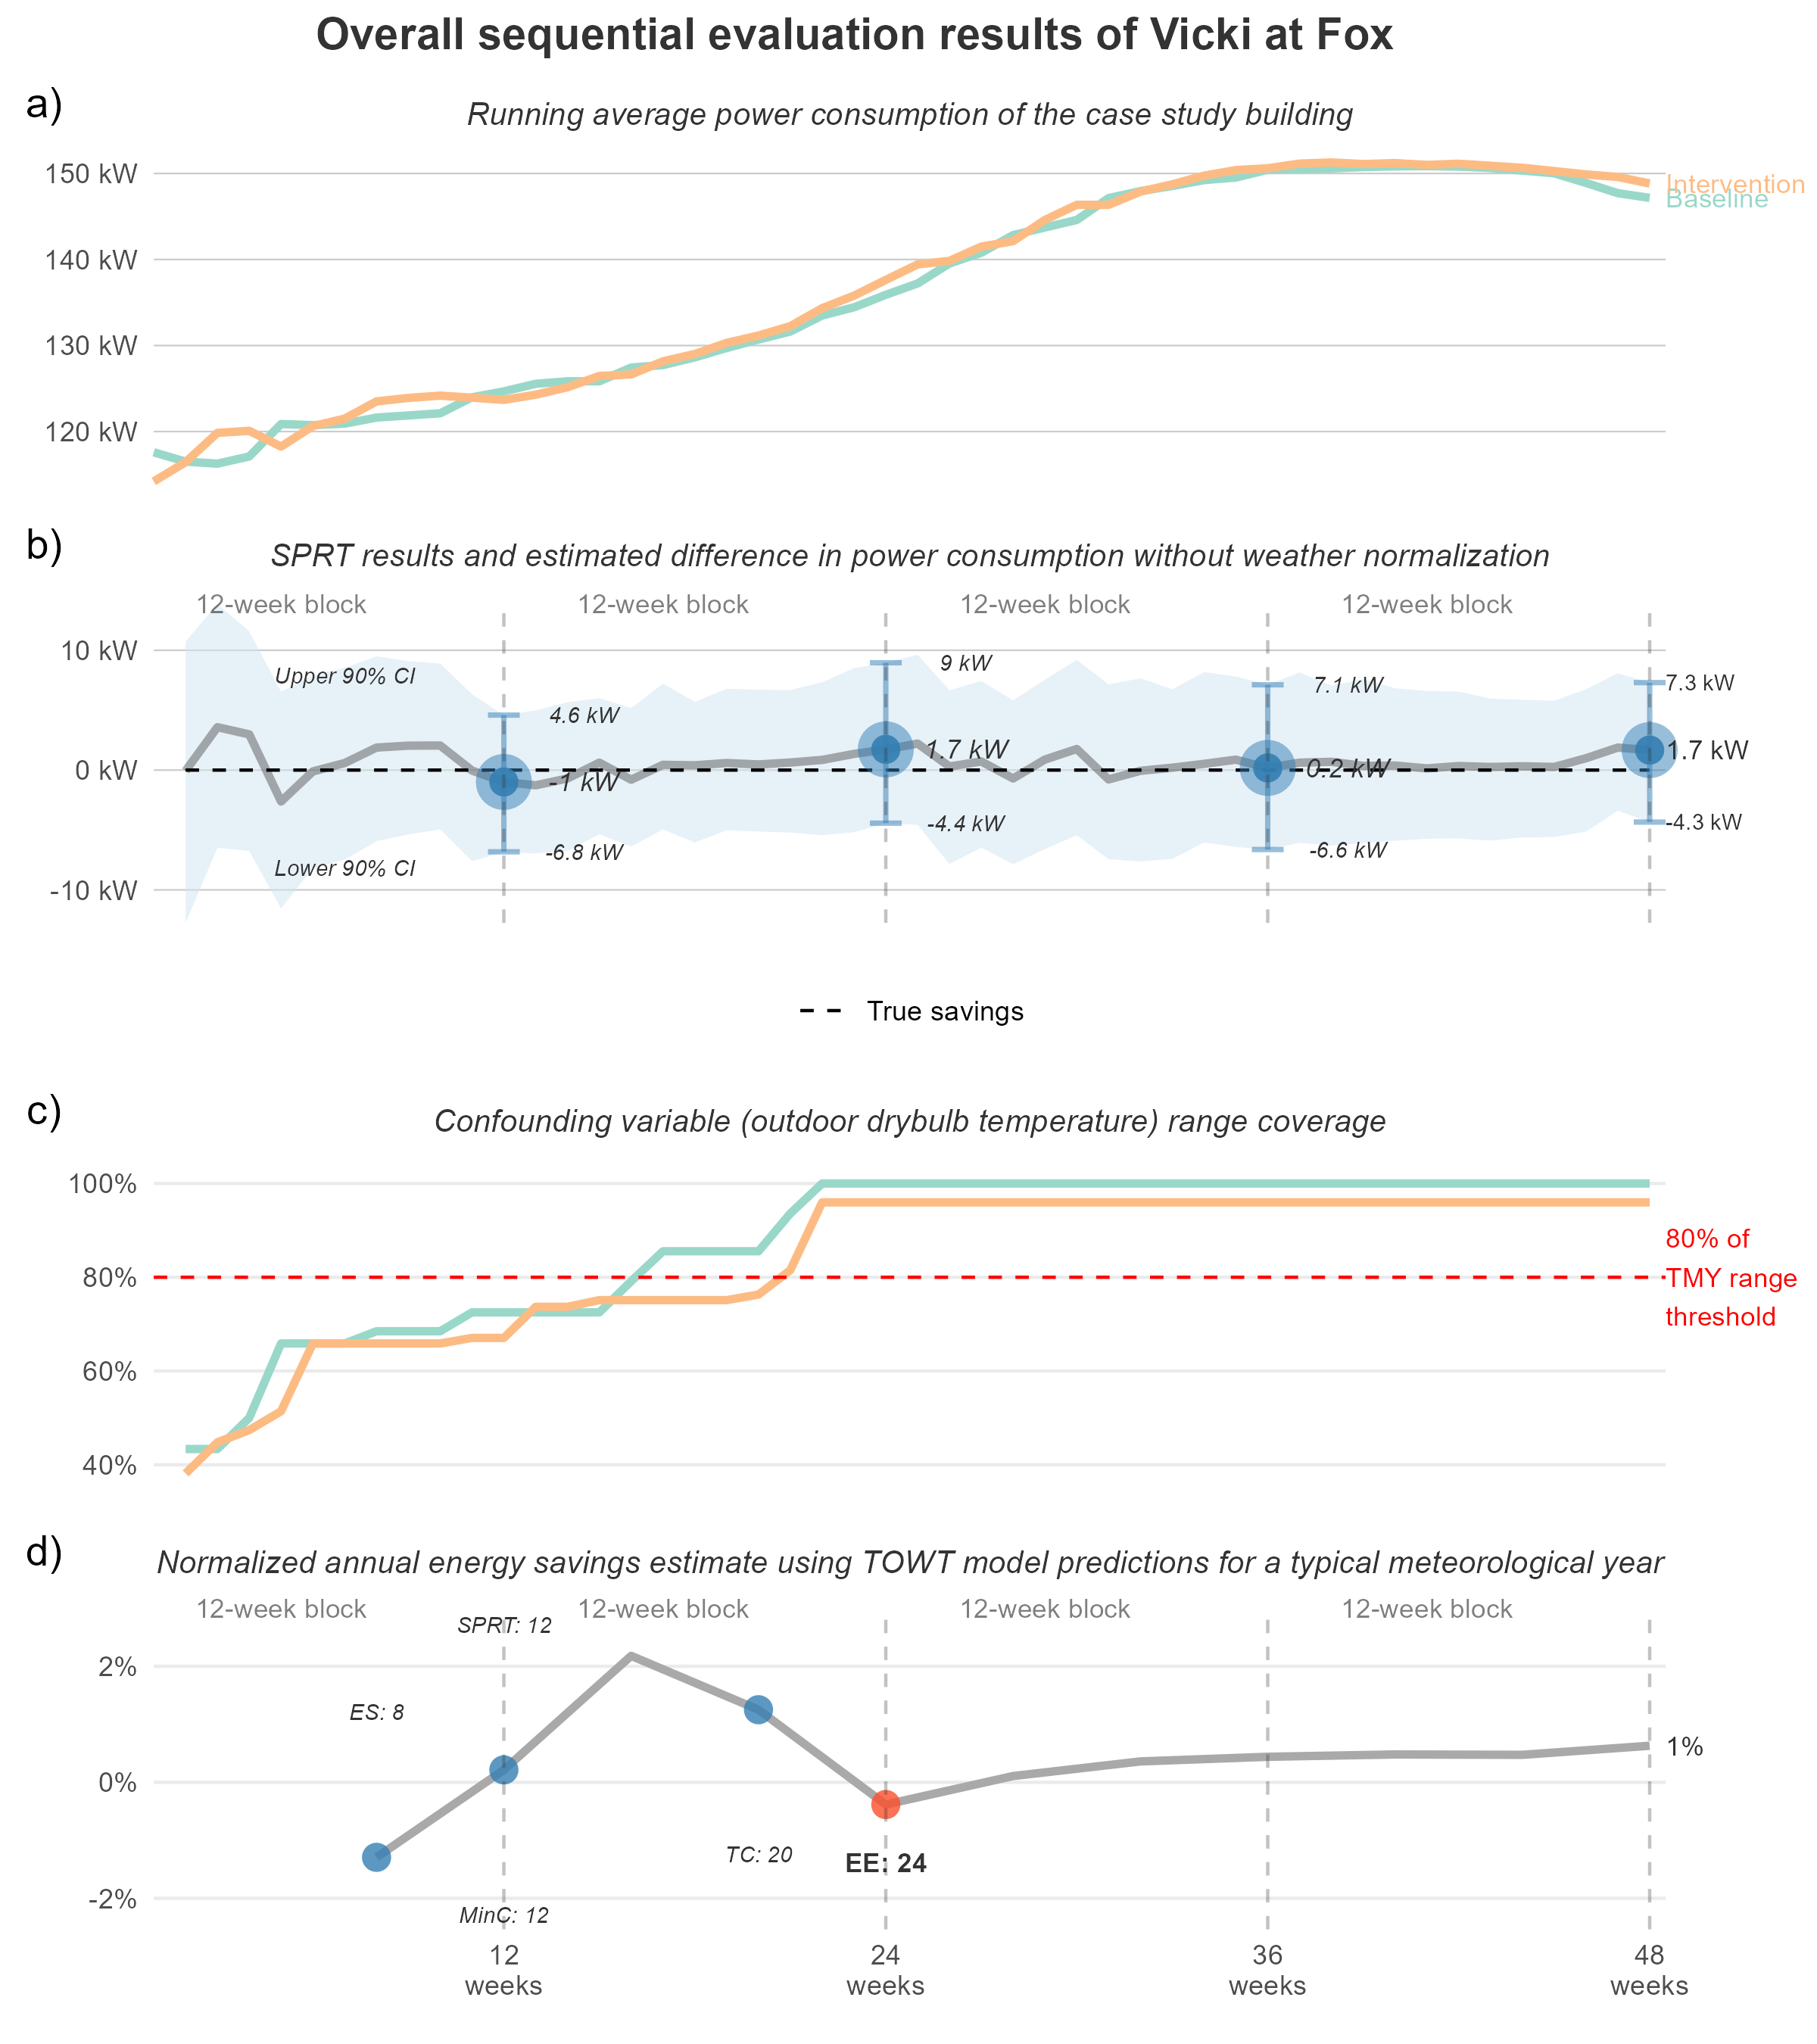 Overall sequential evaluation results of Vicki at Fox
a)
Running average power consumption of the case study building
150 kW
140 kW
130 kW
120 kW
Intervention
Baseline
b)
SPRT results and estimated difference in power consumption without weather normalization
12-week block 12-week block 12-week block 12-week block
10 kW
0 kW
-10 kW
Upper 90% CI
Lower 90% CI
4.6 kW
-1 kW
-6.8 kW
9 kW
1.7 kW
-4.4 kW
7.1 kW
0.2 kW
-6.6 kW
7.3 kW
1.7 kW
-4.3 kW
True savings
c)
Confounding variable (outdoor drybulb temperature) range coverage
100%
80%
60%
40%
80% of
TMY range
threshold
d)
Normalized annual energy savings estimate using TOWT model predictions for a typical meteorological year
12-week block 12-week block 12-week block 12-week block
2%
0%
-2%
SPRT: 12
ES: 8
1%
TC: 20
EE: 24
MinC: 12
12
weeks
24
weeks
36
weeks
48
weeks